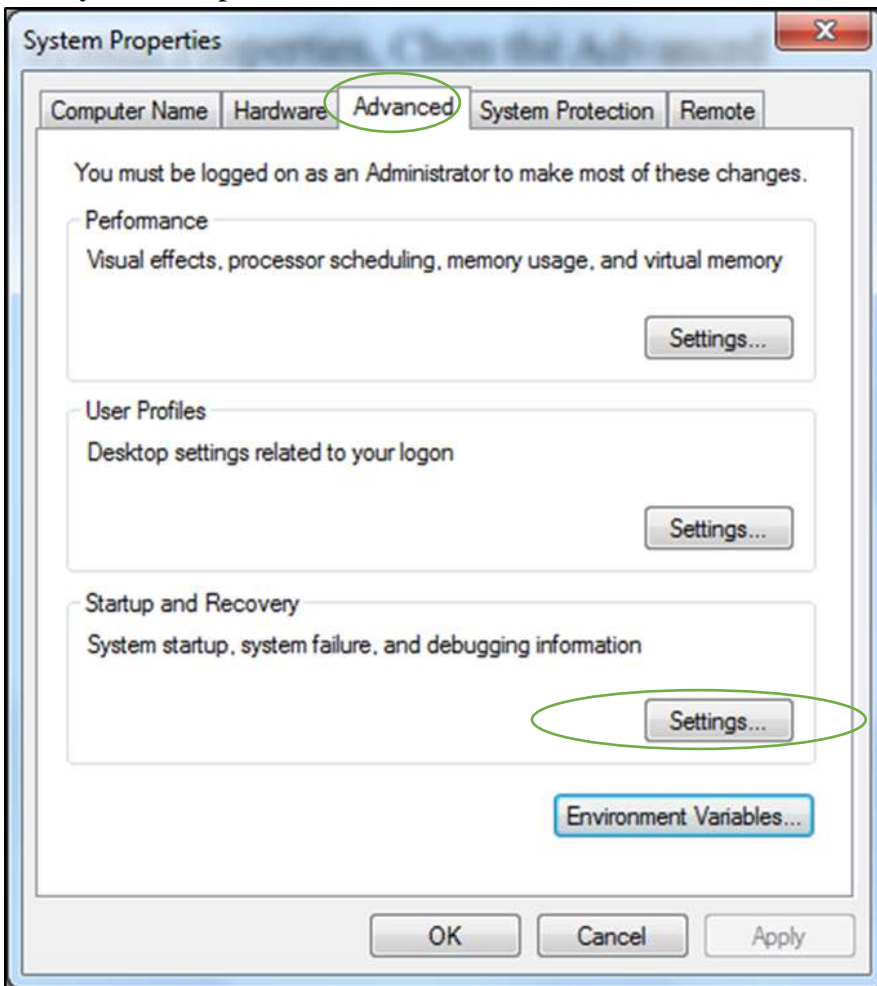 System Properties
Computer Name Hardware Advanced System Protection Remote
You must be logged on as an Administrator to make most of these changes.
Performance
Visual effects, processor scheduling, memory usage, and virtual memory
Settings...
User Profiles
Desktop settings related to your logon
Settings...
Startup and Recovery
System startup, system failure, and debugging information
Settings...
Environment Variables...
OK Cancel Apply